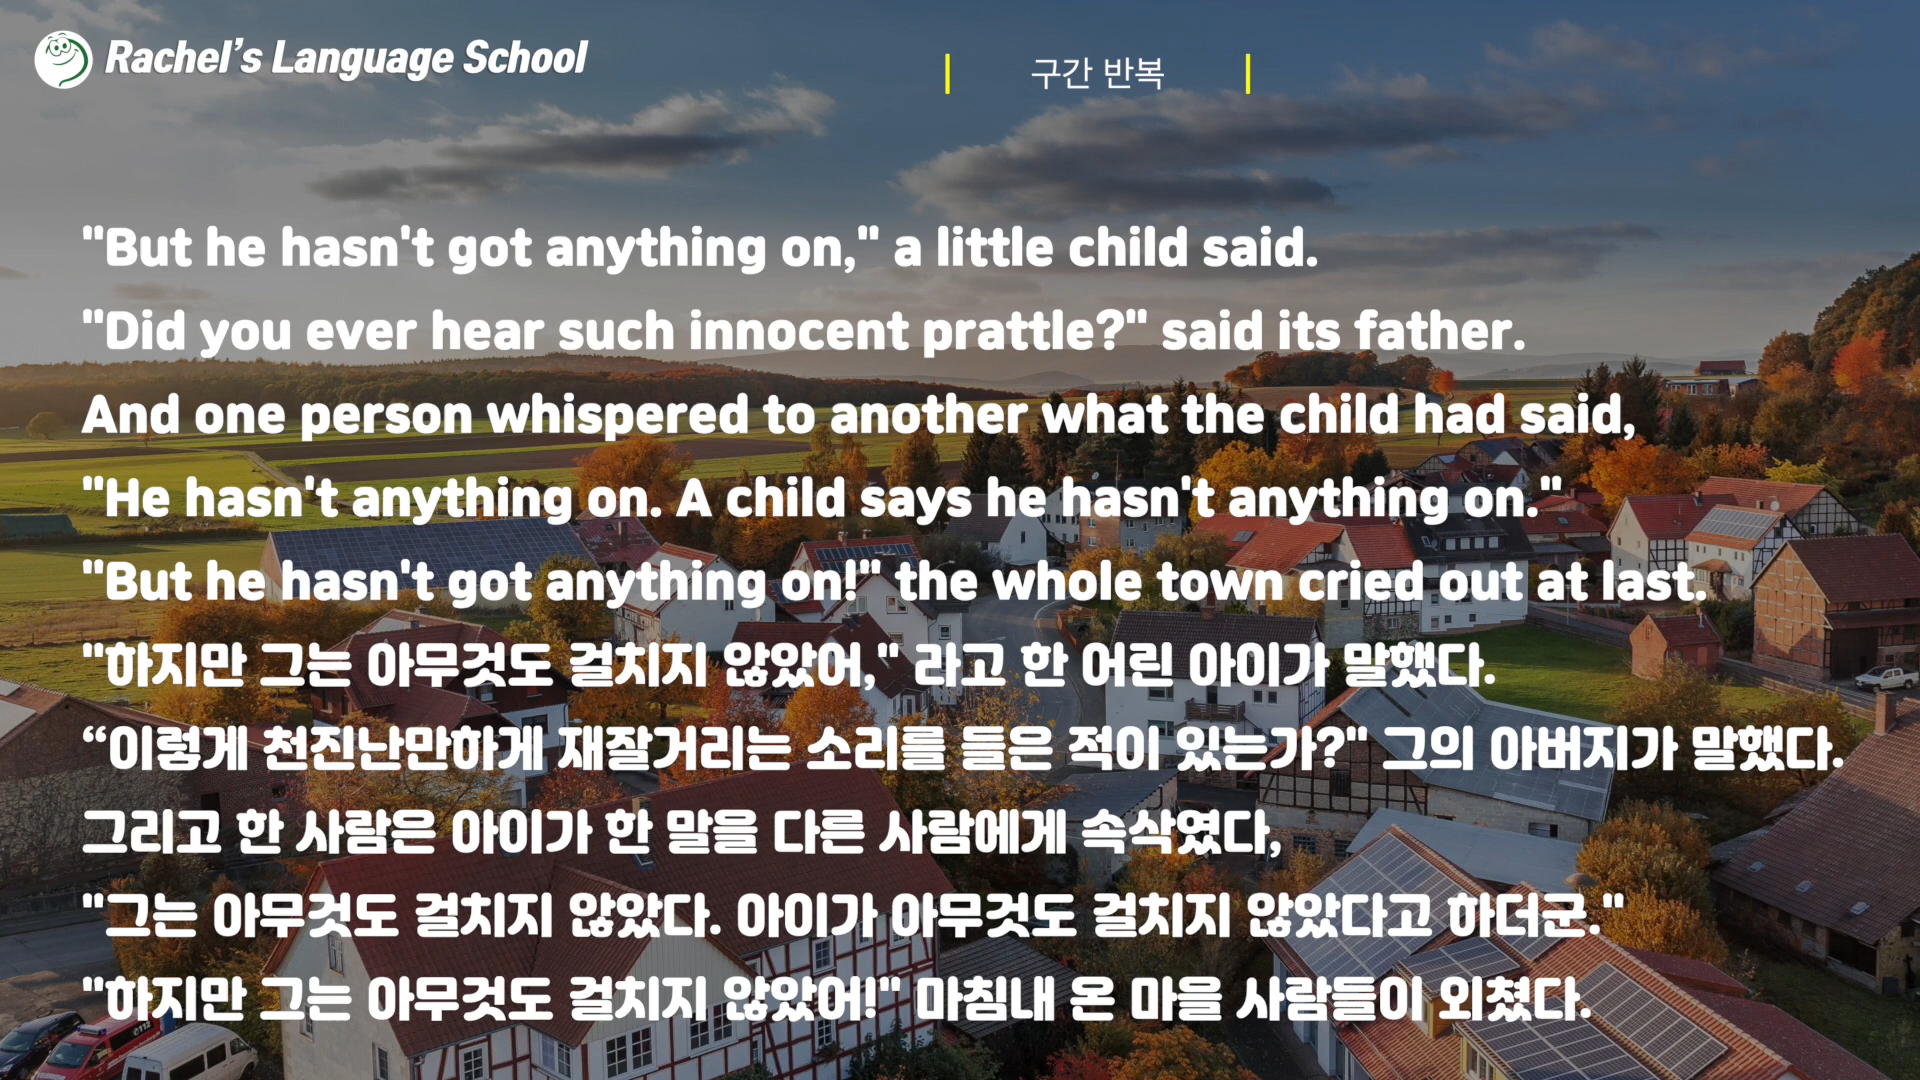 Rachel's Language School
구간 반복
"But he hasn't got anything on," a little child said.
"Did you ever hear such innocent prattle?" said its father.
And one person whispered to another what the child had said,
"He hasn't anything on. A child says he hasn't anything on."
"But he hasn't got anything on!" the whole town cried out at last.
"하지만 그는 아무것도 걸치지 않았어," 라고 한 어린 아이가 말했다.
“이렇게 천진난만하게 재잘거리는 소리를 들은 적이 있는가?" 그의 아버지가 말했다.
그리고 한 사람은 아이가 한 말을 다른 사람에게 속삭였다,
"그는 아무것도 걸치지 않았다. 아이가 아무것도 걸치지 않았다고 하더군."
"하지만 그는 아무것도 걸치지 않았어!" 마침내 온 마을 사람들이 외쳤다.
112